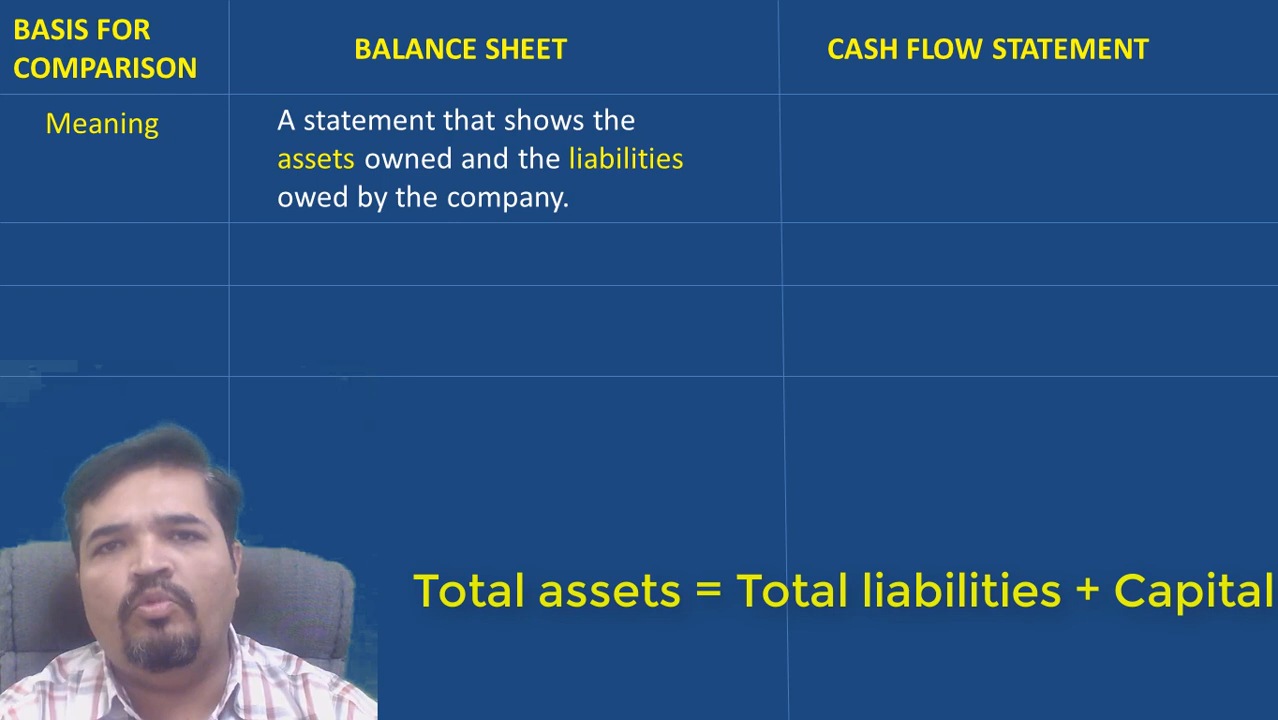 BASIS FOR
COMPARISON
BALANCE SHEET
CASH FLOW STATEMENT
Meaning
A statement that shows the
assets owned and the liabilities
owed by the company.
Total assets = Total liabilities + Capital